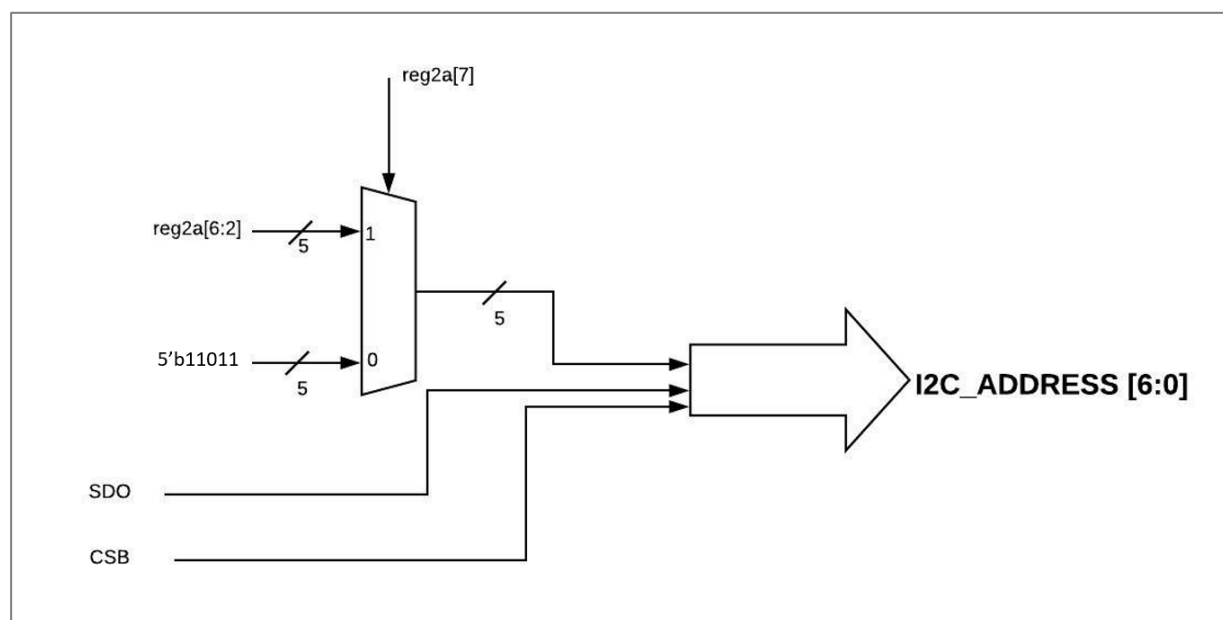 reg2a[7]
reg2a[6:2]
5
1
5
5’b11011
5
0
I2C_ADDRESS [6:0]
SDO
CSB